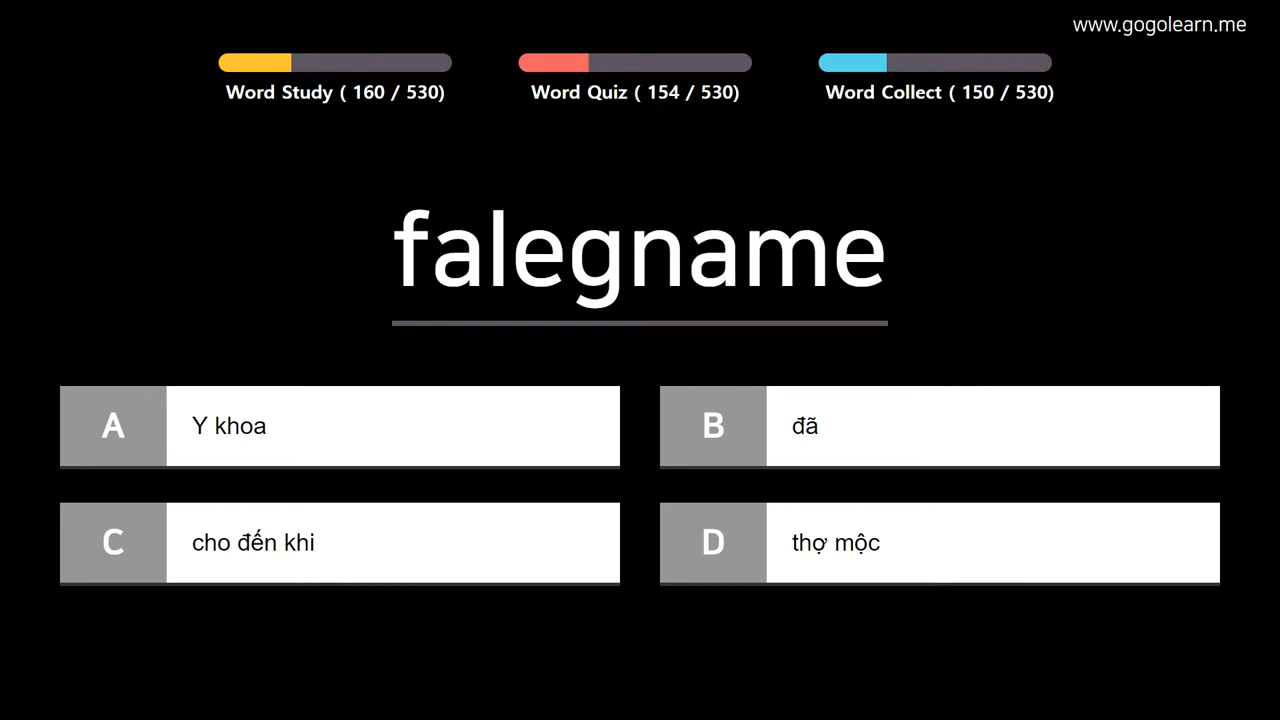 www.gogolearn.me
Word Study ( 160 / 530)
Word Quiz ( 154 / 530)
Word Collect ( 150 / 530)
falegname
A
Y khoa
B
đã
C
cho đến khi
D
thợ mộc